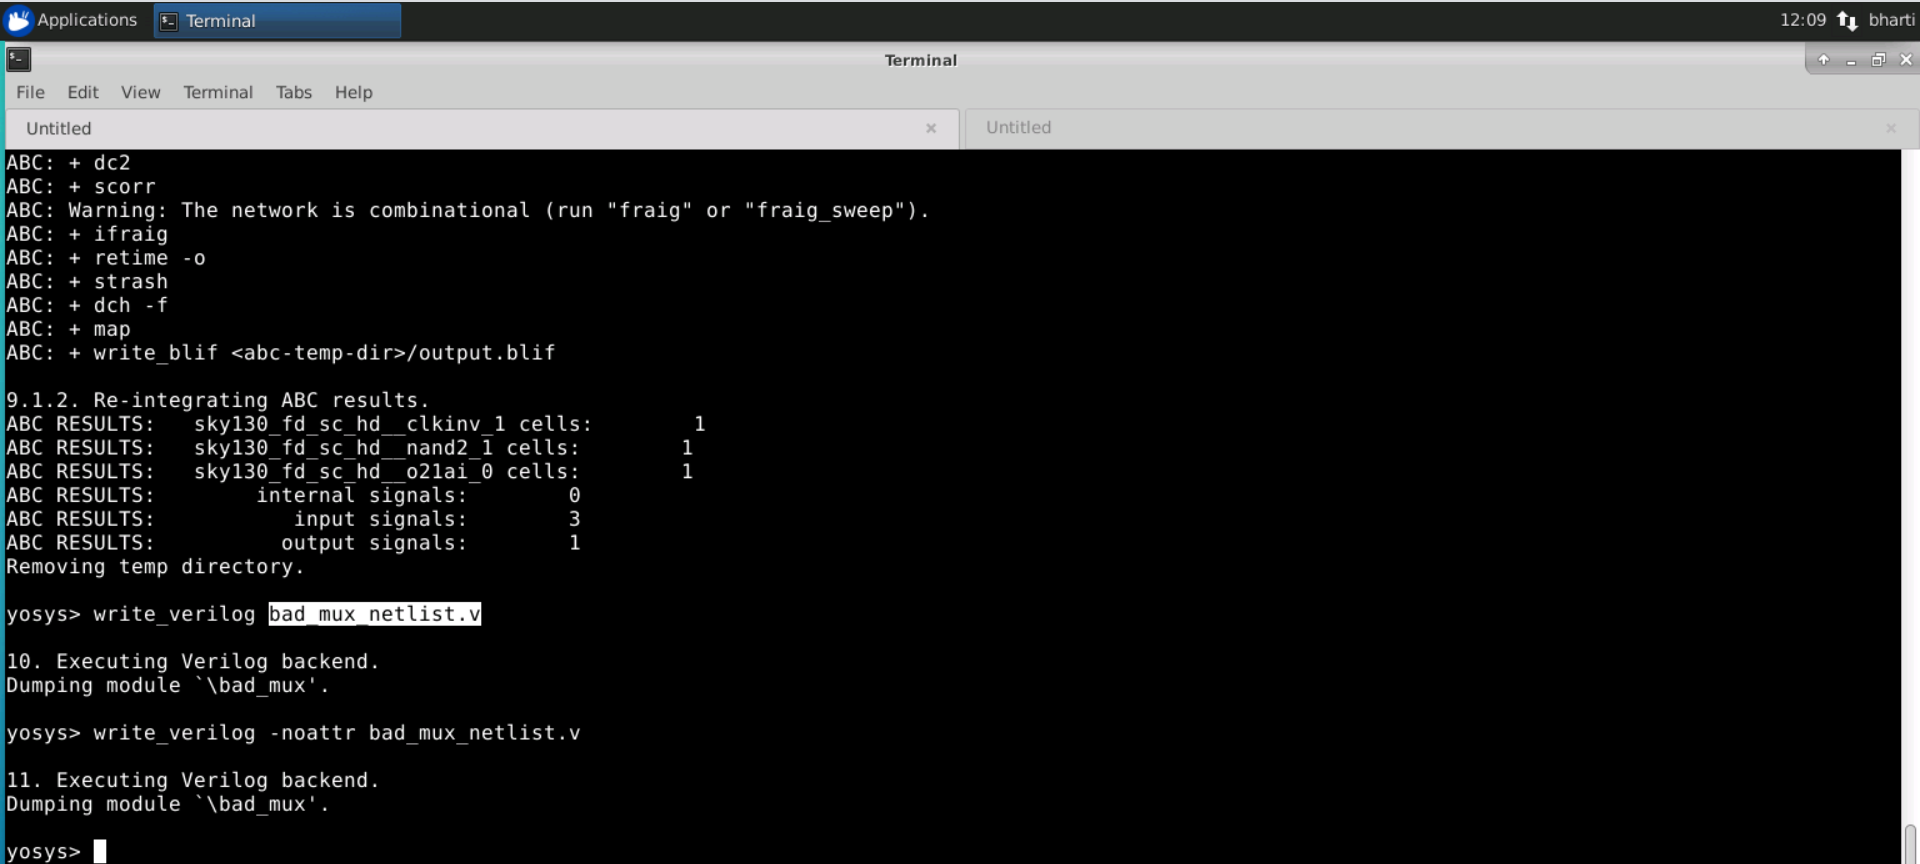 Applications
Terminal
12:09
bharti
Terminal
File Edit View Terminal Tabs Help
Untitled
Untitled
ABC: + dc2
ABC: + scorr
ABC: Warning: The network is combinational (run "fraig" or "fraig_sweep").
ABC: + ifraig
ABC: + retime -o
ABC: + strash
ABC: + dch -f
ABC: + map
ABC: + write_blif <abc-temp-dir>/output.blif
9.1.2. Re-integrating ABC results.
ABC RESULTS:   sky130_fd_sc_hd__clkinv_1 cells:        1
ABC RESULTS:   sky130_fd_sc_hd__nand2_1 cells:        1
ABC RESULTS:   sky130_fd_sc_hd__o21ai_0 cells:        1
ABC RESULTS:        internal signals:        0
ABC RESULTS:           input signals:        3
ABC RESULTS:          output signals:        1
Removing temp directory.
yosys> write_verilog bad_mux_netlist.v
10. Executing Verilog backend.
Dumping module `\bad_mux'.
yosys> write_verilog -noattr bad_mux_netlist.v
11. Executing Verilog backend.
Dumping module `\bad_mux'.
yosys>